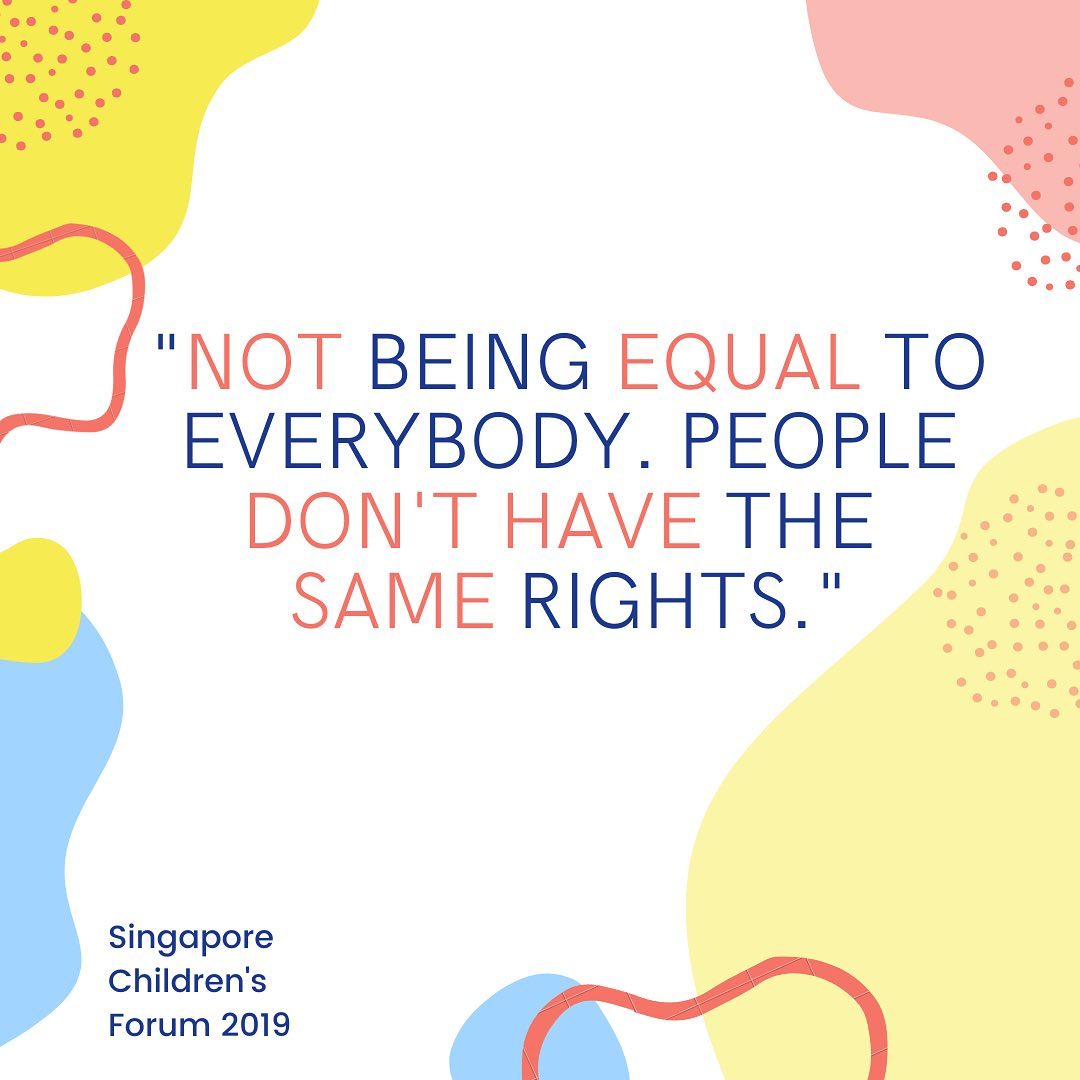 "NOT BEING EQUAL TO
EVERYBODY. PEOPLE
DON'T HAVE THE
SAME RIGHTS."
Singapore
Children's
Forum 2019